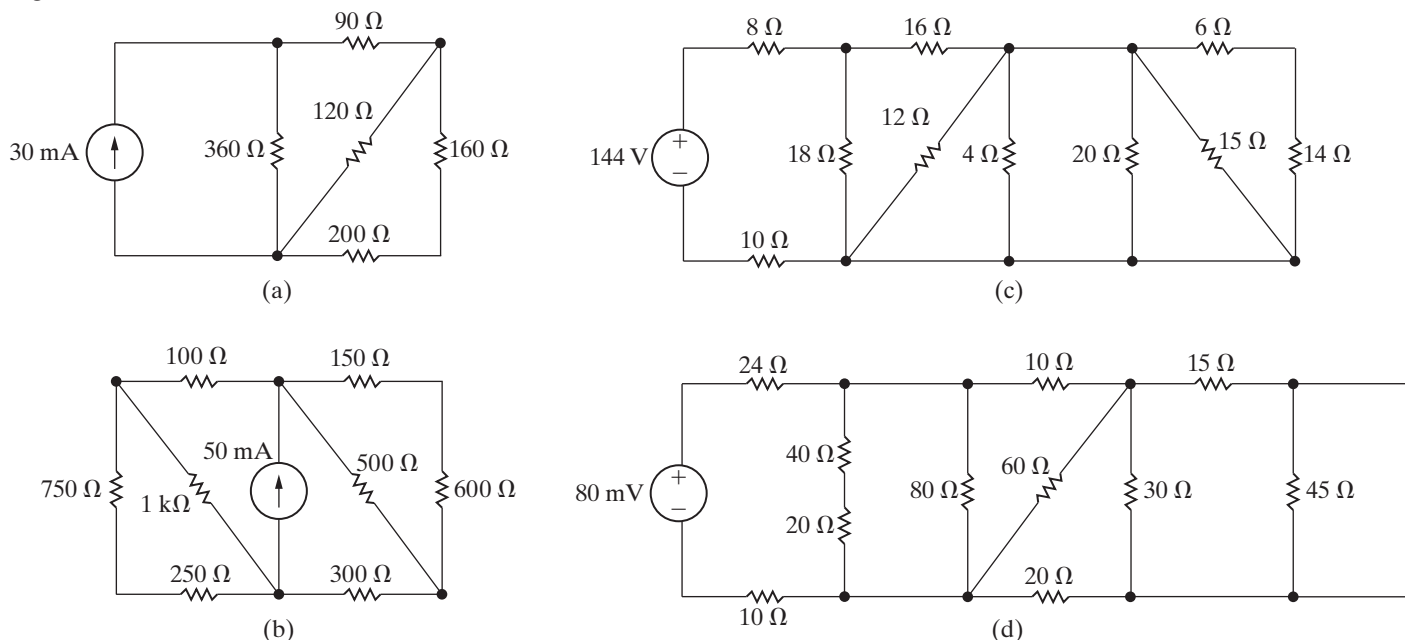 90 Ω
120 Ω
30 mA
360 Ω
160 Ω
200 Ω
(a)
8 Ω
16 Ω
6 Ω
12 Ω
144 V
+
−
18 Ω
4 Ω
20 Ω
15 Ω
14 Ω
10 Ω
(c)
100 Ω
150 Ω
50 mA
500 Ω
750 Ω
1 kΩ
600 Ω
250 Ω
300 Ω
(b)
24 Ω
10 Ω
15 Ω
40 Ω
60 Ω
80 mV
+
−
80 Ω
30 Ω
45 Ω
20 Ω
20 Ω
10 Ω
(d)